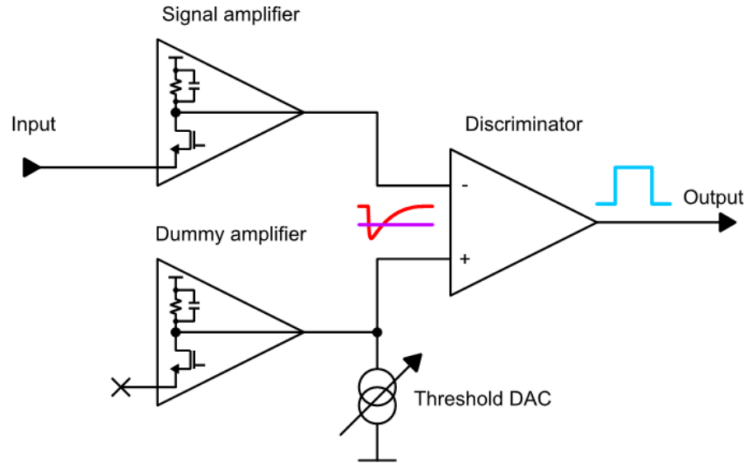 Signal amplifier
Input
Discriminator
-
Output
Dummy amplifier
+
Threshold DAC